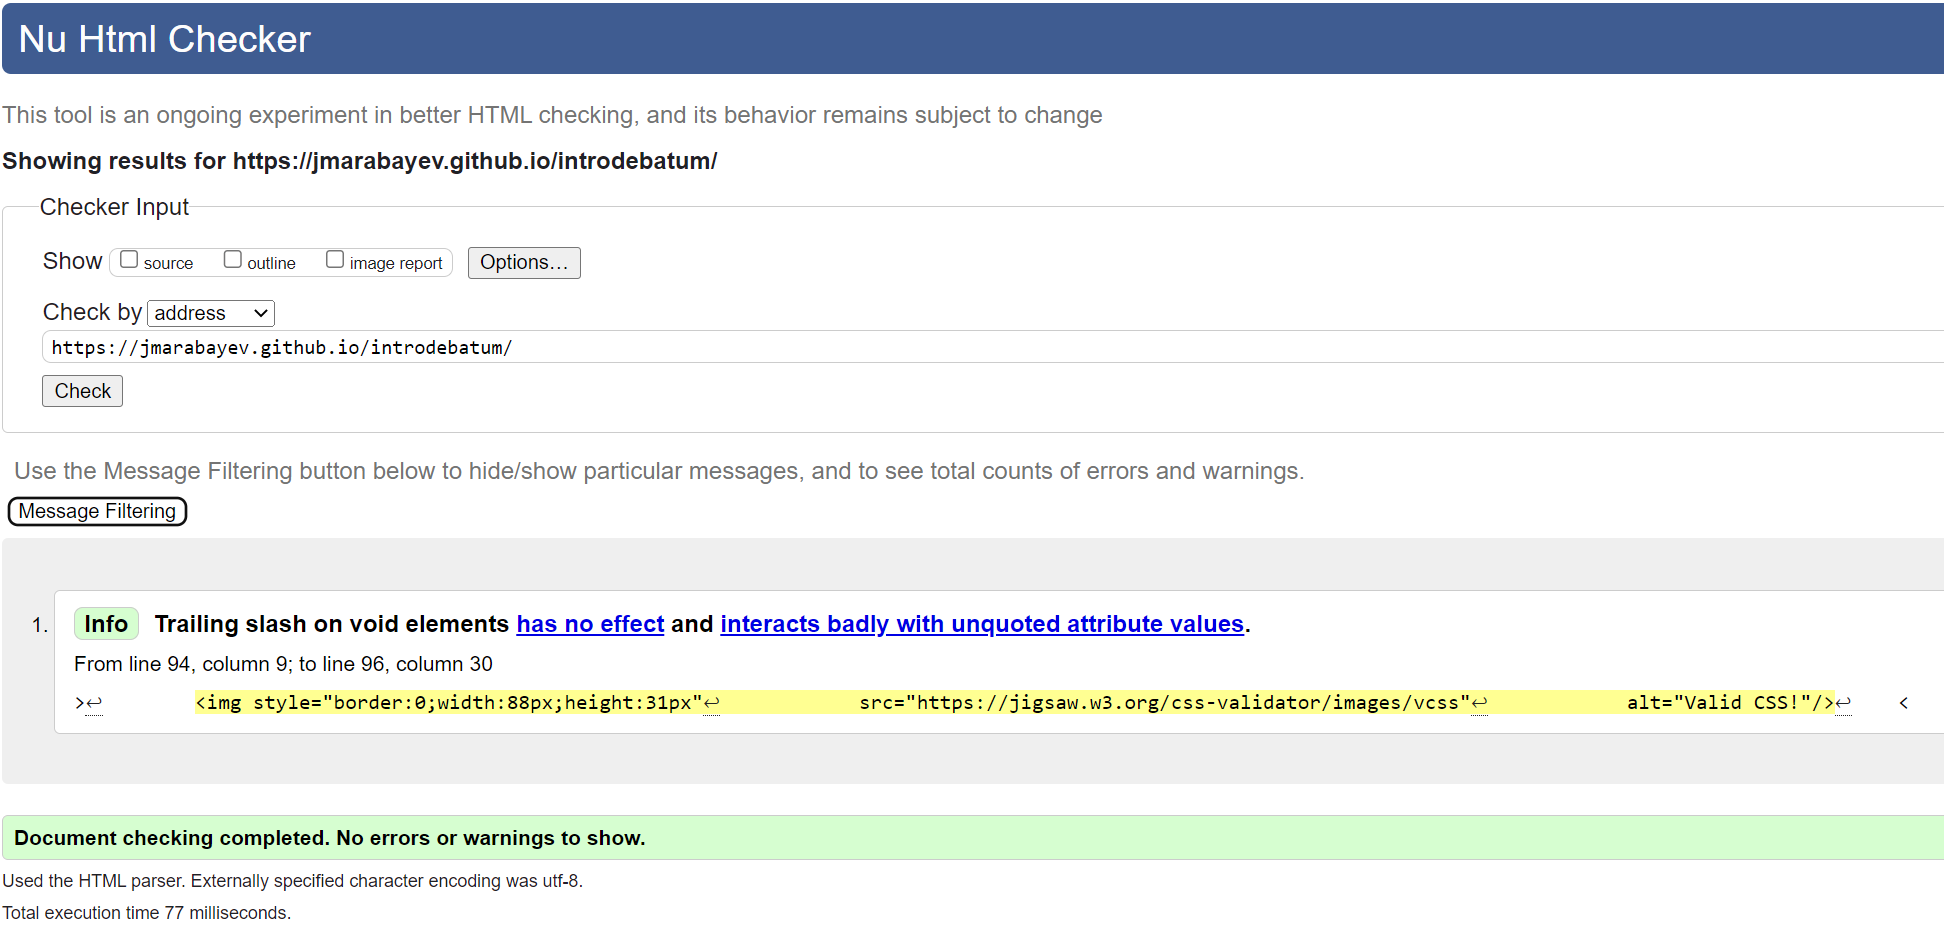 Nu Html Checker
This tool is an ongoing experiment in better HTML checking, and its behavior remains subject to change
Showing results for https://jmarabayev.github.io/introdebatum/
Checker Input
Show source outline image report Options…
Check by address
https://jmarabayev.github.io/introdebatum/
Check
Use the Message Filtering button below to hide/show particular messages, and to see total counts of errors and warnings.
Message Filtering
1. Info Trailing slash on void elements has no effect and interacts badly with unquoted attribute values.
From line 94, column 9; to line 96, column 30
>↩ <img style="border:0;width:88px;height:31px"↩ src="https://jigsaw.w3.org/css-validator/images/vcss"↩ alt="Valid CSS!"/>↩ <
Document checking completed. No errors or warnings to show.
Used the HTML parser. Externally specified character encoding was utf-8.
Total execution time 77 milliseconds.